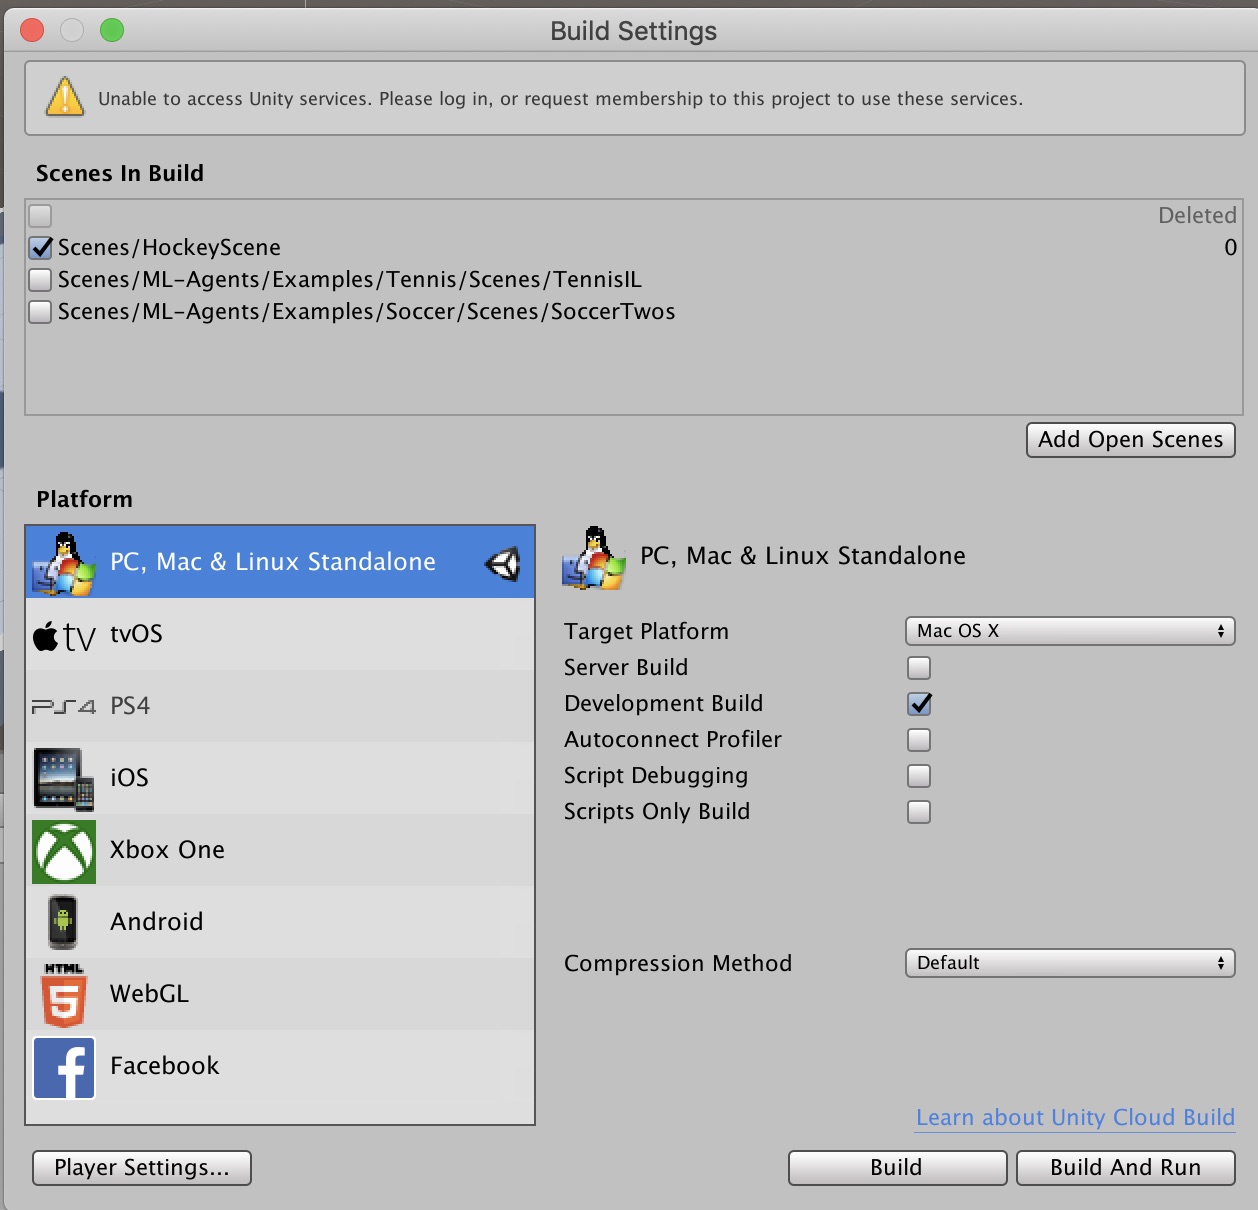 Build Settings
Unable to access Unity services. Please log in, or request membership to this project to use these services.
Scenes In Build
Deleted
Scenes/HockeyScene 0
Scenes/ML-Agents/Examples/Tennis/Scenes/TennisIL
Scenes/ML-Agents/Examples/Soccer/Scenes/SoccerTwos
Add Open Scenes
Platform
PC, Mac & Linux Standalone
tv tvOS
PS4 PS4
iOS
Xbox One
Android
HTML
5 WebGL
f Facebook
PC, Mac & Linux Standalone
Target Platform Mac OS X
Server Build
Development Build
Autoconnect Profiler
Script Debugging
Scripts Only Build
Compression Method Default
Learn about Unity Cloud Build
Player Settings... Build Build And Run